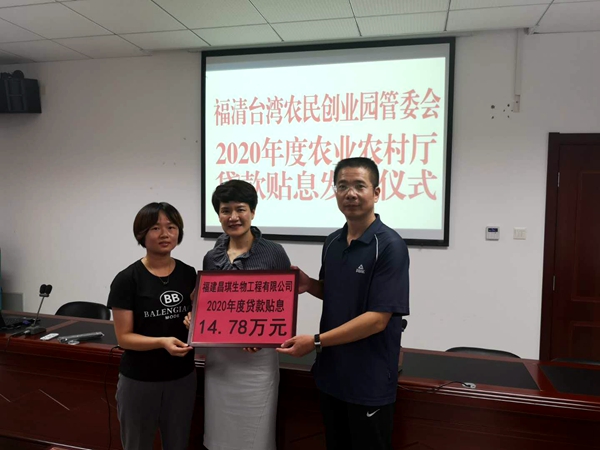 福清台湾农民创业园管委会
2020年度农业农村厅
贷款贴息发仪式
福建晶琪生物工程有限公司
2020年度贷款贴息
14.78万元
BB
BALENGIA
MODE